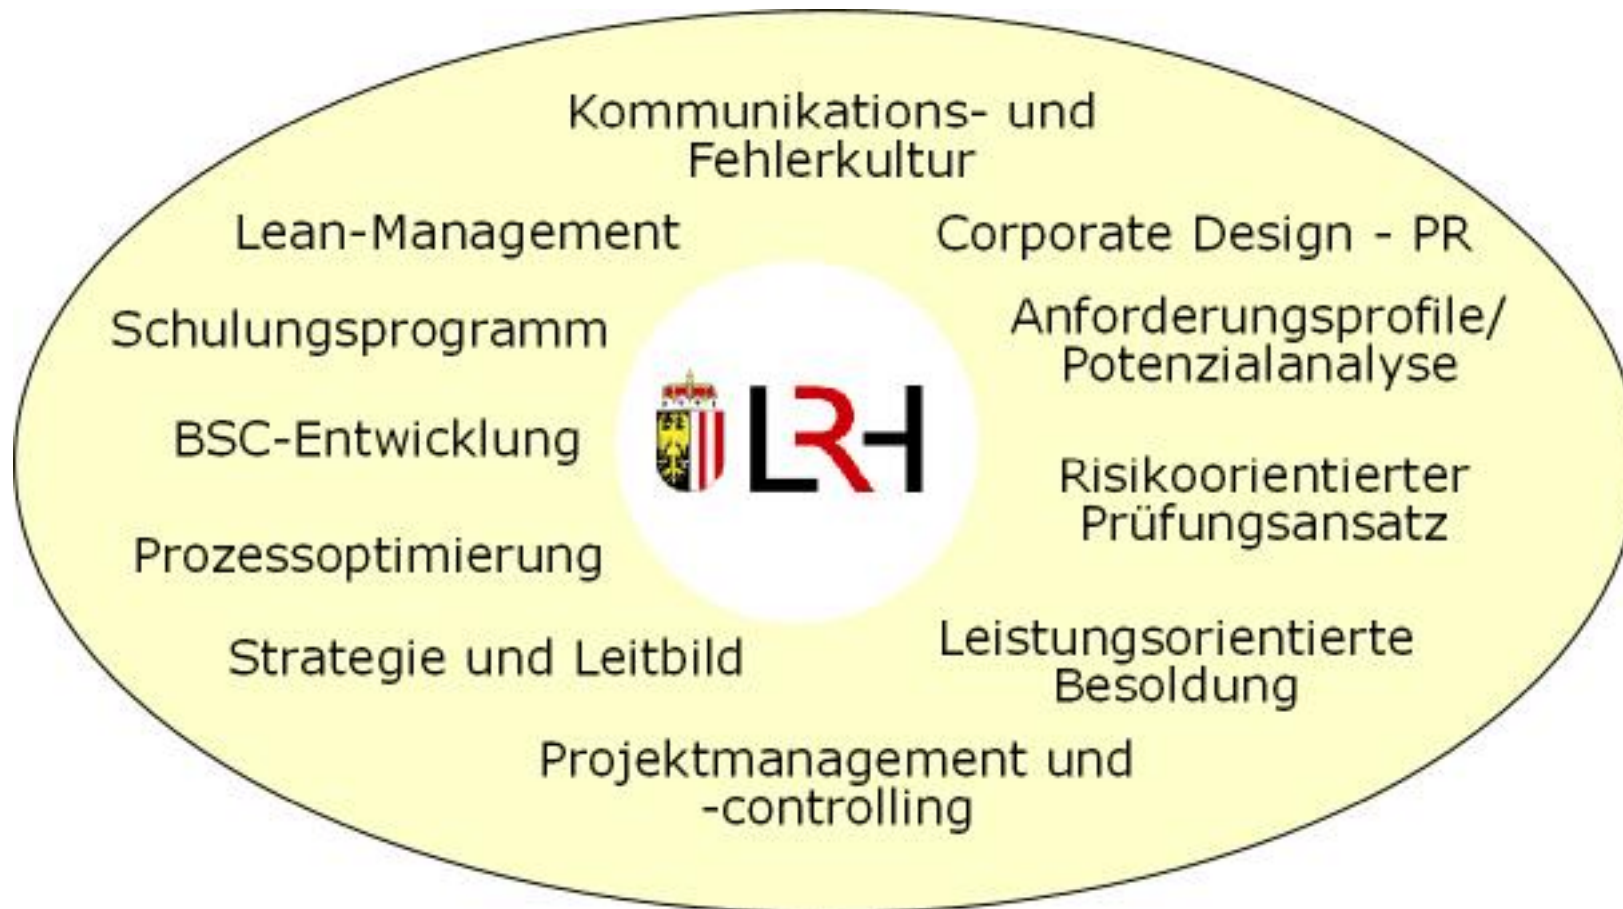 Kommunikations- und
Fehlerkultur
Lean-Management
Corporate Design - PR
Schulungsprogramm
Anforderungsprofile/
Potenzialanalyse
BSC-Entwicklung
LRH
Risikoorientierter
Prüfungsansatz
Prozessoptimierung
Strategie und Leitbild
Leistungsorientierte
Besoldung
Projektmanagement und
-controlling